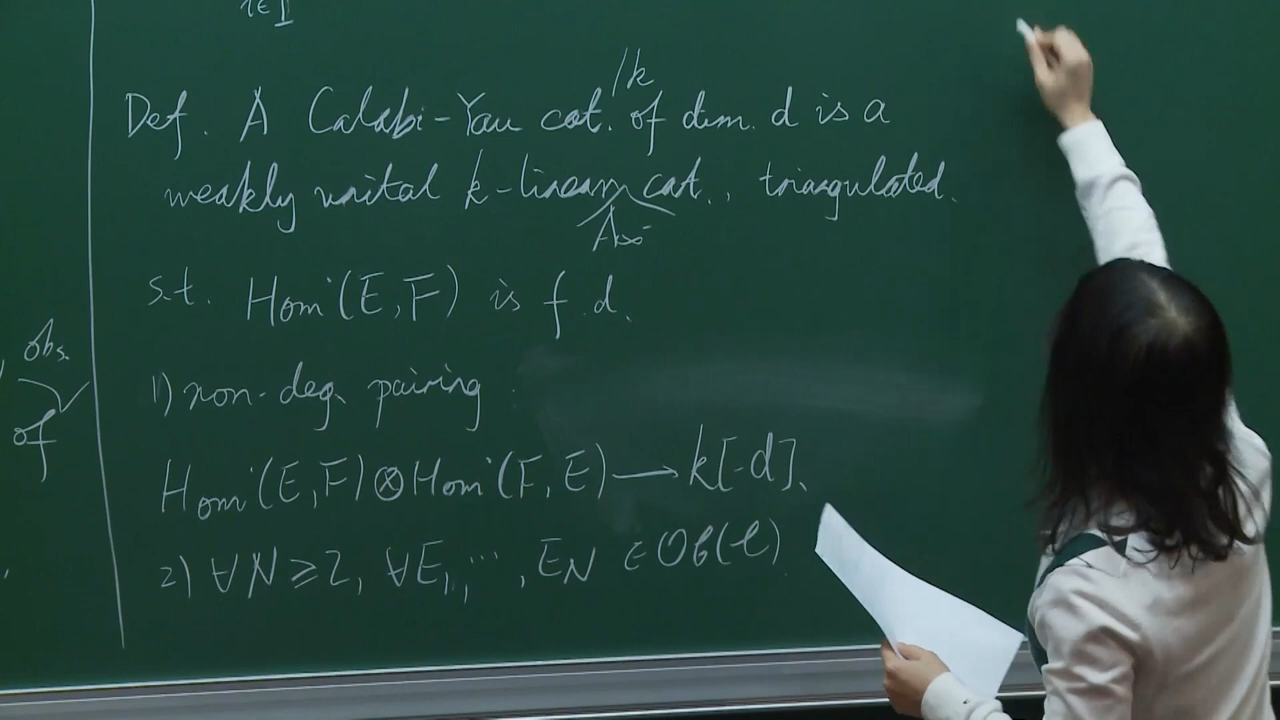 i∈I
Def. A Calabi-Yau cat./k of dim. d is a
weakly unital k-linear A∞ cat., triangulated.
s.t. Hom˙(E,F) is f.d.
Obs.
1) non-deg. pairing
of
Hom˙(E,F)⊗Hom˙(F,E)⟶k[-d].
2) ∀N⩾2, ∀E₁,⋯,E_N ∈Ob(𝒞)